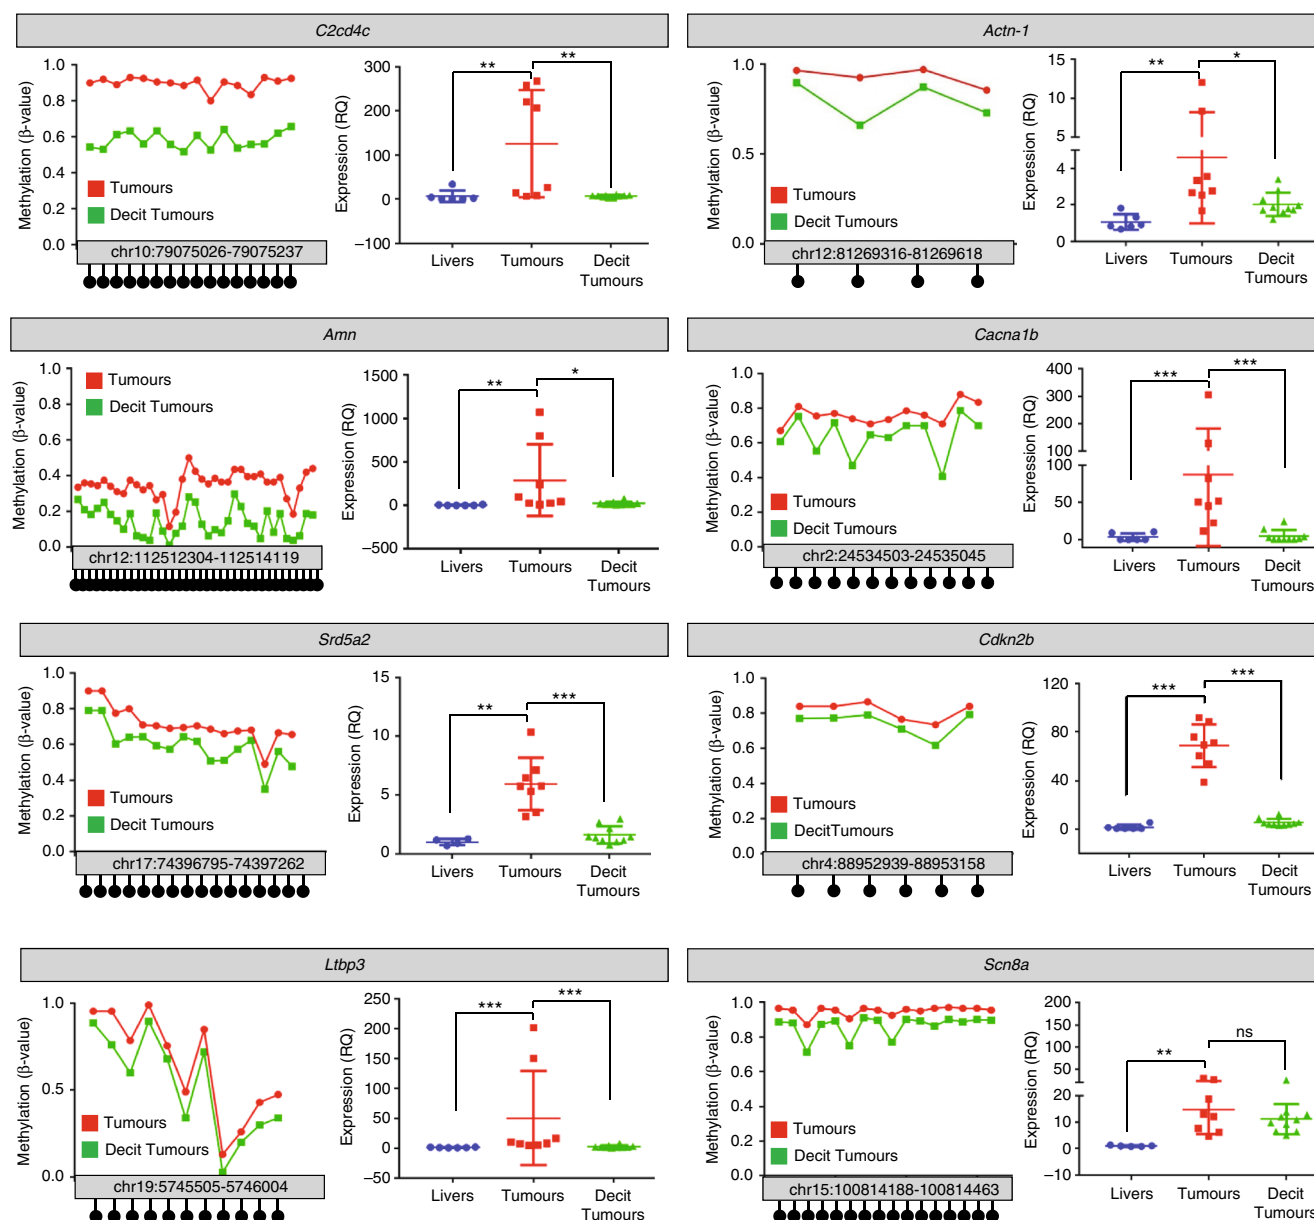 C2cd4c
Methylation (β-value)
1.0
0.8
0.6
0.4
0.2
0.0
Tumours
Decit Tumours
chr10:79075026-79075237
Expression (RQ)
300
200
100
0
–100
**
**
Livers
Tumours
Decit
Tumours
Actn-1
Methylation (β-value)
1.0
0.5
0.0
Tumours
Decit Tumours
chr12:81269316-81269618
Expression (RQ)
15
10
5
4
2
0
**
*
Livers
Tumours
Decit
Tumours
Amn
Methylation (β-value)
1.0
0.8
0.6
0.4
0.2
0.0
Tumours
Decit Tumours
chr12:112512304-112514119
Expression (RQ)
1500
1000
500
0
–500
**
*
Livers
Tumours
Decit
Tumours
Cacna1b
Methylation (β-value)
1.0
0.8
0.6
0.4
0.2
0.0
Tumours
Decit Tumours
chr2:24534503-24535045
Expression (RQ)
400
300
200
100
100
50
0
***
***
Livers
Tumours
Decit
Tumours
Srd5a2
Methylation (β-value)
1.0
0.8
0.6
0.4
0.2
0.0
Tumours
Decit Tumours
chr17:74396795-74397262
Expression (RQ)
15
10
5
0
**
***
Livers
Tumours
Decit
Tumours
Cdkn2b
Methylation (β-value)
1.0
0.8
0.6
0.4
0.2
0.0
Tumours
DecitTumours
chr4:88952939-88953158
Expression (RQ)
120
80
40
0
***
***
Livers
Tumours
Decit
Tumours
Ltbp3
Methylation (β-value)
1.0
0.5
0.0
Tumours
Decit Tumours
chr19:5745505-5746004
Expression (RQ)
250
200
150
100
50
0
–50
***
***
Livers
Tumours
Decit
Tumours
Scn8a
Methylation (β-value)
1.0
0.8
0.6
0.4
0.2
0.0
Tumours
Decit Tumours
chr15:100814188-100814463
Expression (RQ)
200
150
100
50
20
10
0
–10
**
ns
Livers
Tumours
Decit
Tumours